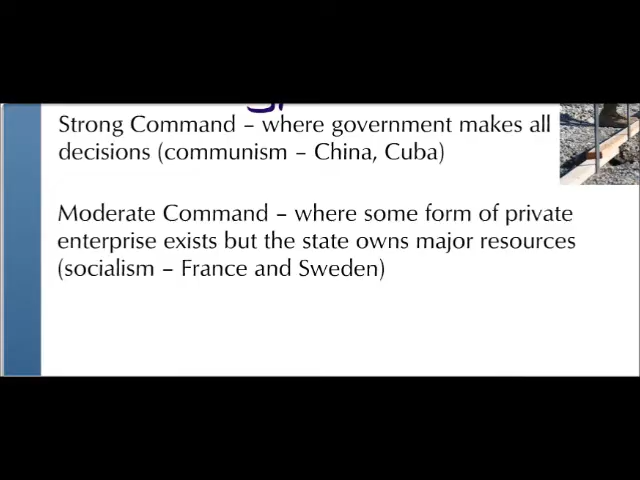 Strong Command – where government makes all
decisions (communism – China, Cuba)
Moderate Command – where some form of private
enterprise exists but the state owns major resources
(socialism – France and Sweden)